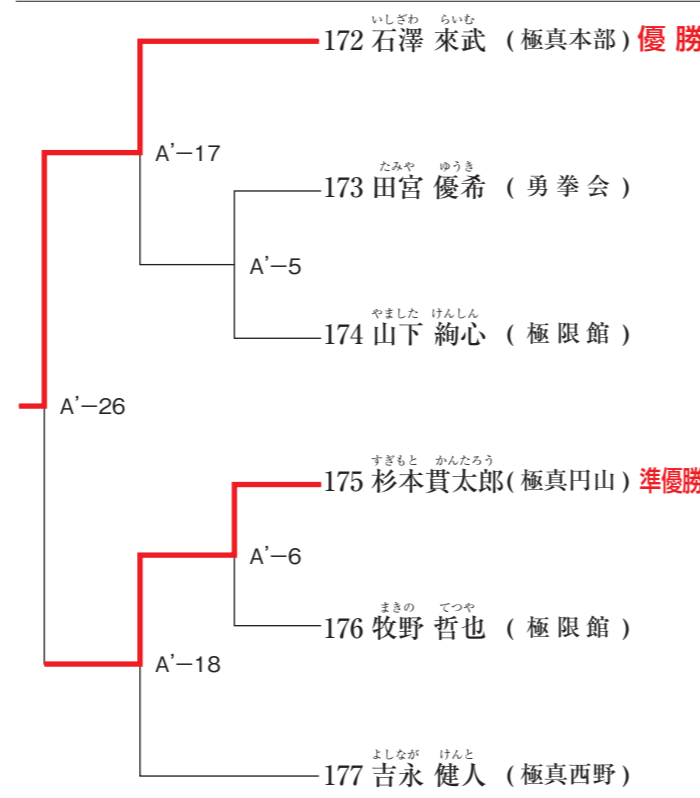 いしざわ らいむ
172 石澤 來武 (極真本部) 優勝
A'−17
たみや ゆうき
173 田宮 優希 (勇拳会)
A'−5
やました けんしん
174 山下 絢心 (極限館)
A'−26
すぎもと かんたろう
175 杉本貫太郎(極真円山) 準優勝
A'−6
まきの てつや
176 牧野 哲也 (極限館)
A'−18
よしなが けんと
177 吉永 健人 (極真西野)